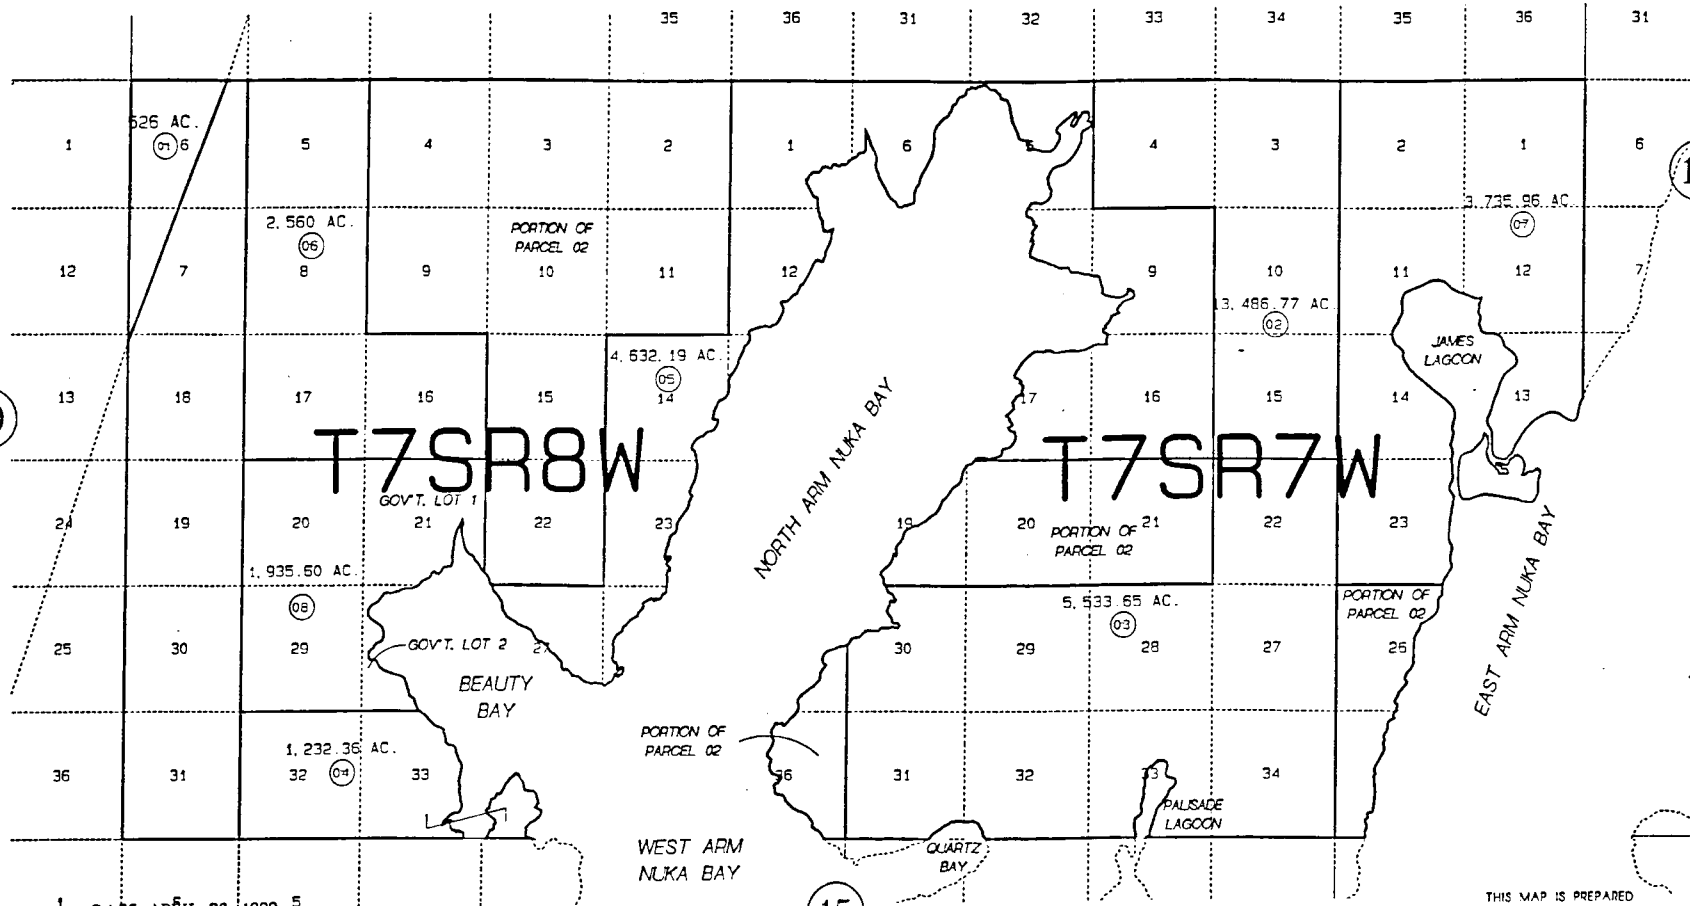 35 36 31 32 33 34 35 36 31
526 AC.
1 6 5 4 3 2 1 6 5 4 3 2 1 6
3,735.96 AC.
07
2,560 AC.
06
PORTION OF
PARCEL 02
12 7 8 9 10 11 12 9 10 11 12 7
13,486.77 AC.
02
JAMES
LAGOON
4,632.19 AC.
05
13 18 17 16 15 14 17 16 15 14 13
NORTH ARM NUKA BAY
T7SR8W T7SR7W
GOV'T. LOT 1
24 19 20 21 22 23 19 20 21 22 23
PORTION OF
PARCEL 02
EAST ARM NUKA BAY
1,935.60 AC.
08
5,533.65 AC.
03
PORTION OF
PARCEL 02
GOV'T. LOT 2
25 30 29 27 30 29 28 27 26
BEAUTY
BAY
PORTION OF
PARCEL 02
1,232.36 AC.
04
36 31 32 33 36 31 32 33 34
PALISADE
LAGOON
WEST ARM
NUKA BAY
QUARTZ
BAY
15
THIS MAP IS PREPARED